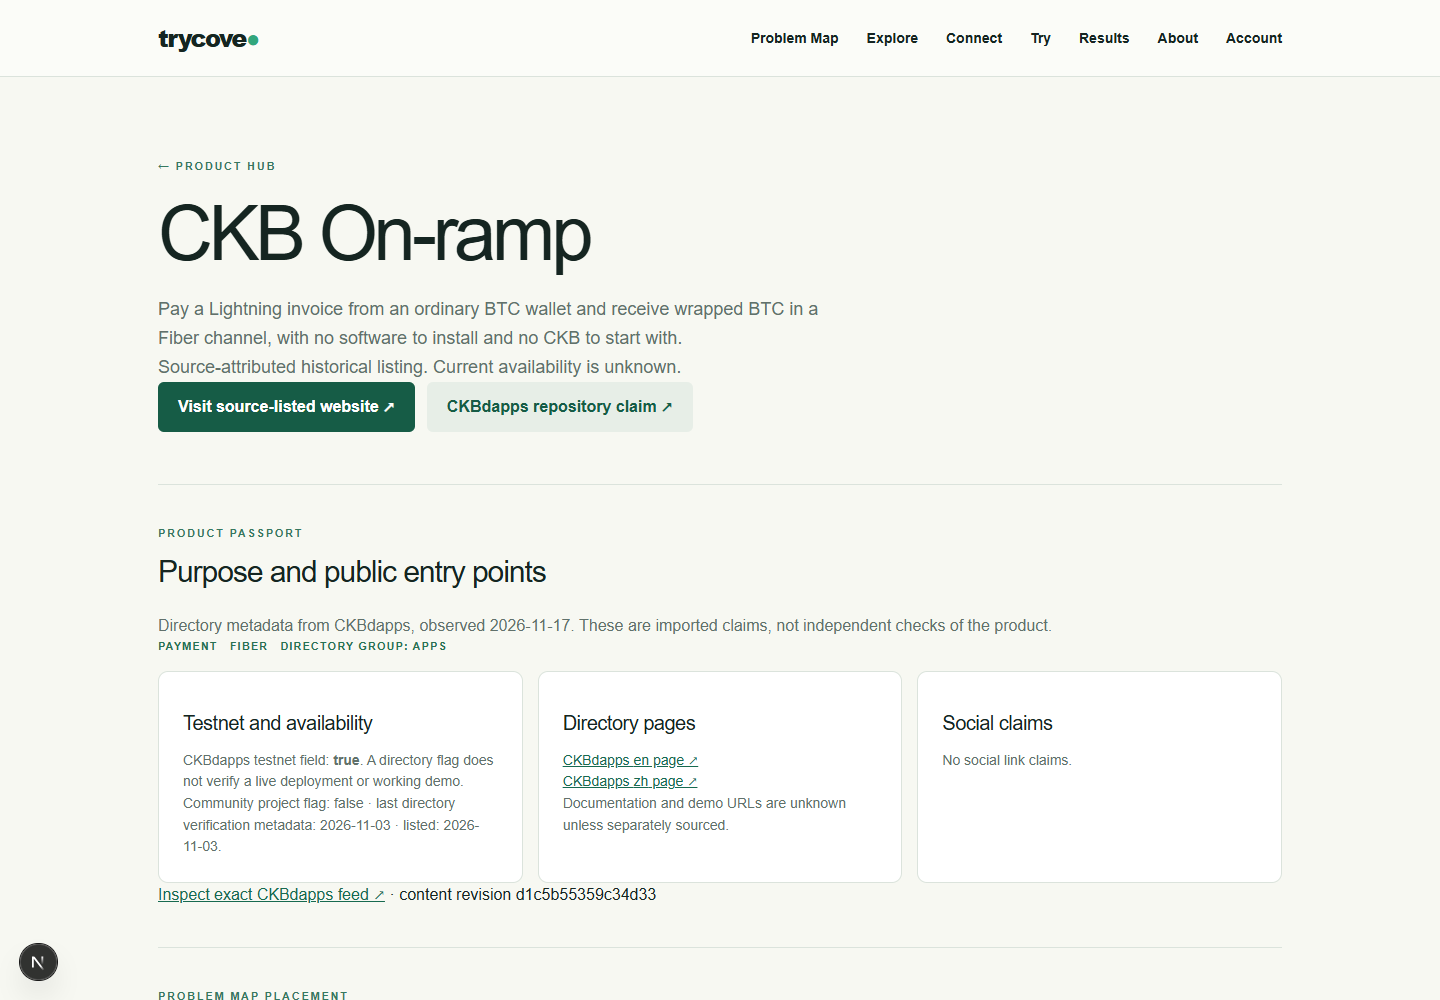 trycove
Problem Map Explore Connect Try Results About Account
← PRODUCT HUB
CKB On-ramp
Pay a Lightning invoice from an ordinary BTC wallet and receive wrapped BTC in a
Fiber channel, with no software to install and no CKB to start with.
Source-attributed historical listing. Current availability is unknown.
Visit source-listed website ↗ CKBdapps repository claim ↗
PRODUCT PASSPORT
Purpose and public entry points
Directory metadata from CKBdapps, observed 2026-11-17. These are imported claims, not independent checks of the product.
PAYMENT FIBER DIRECTORY GROUP: APPS
Testnet and availability
CKBdapps testnet field: true. A directory flag does
not verify a live deployment or working demo.
Community project flag: false · last directory
verification metadata: 2026-11-03 · listed: 2026-
11-03.
Directory pages
CKBdapps en page ↗
CKBdapps zh page ↗
Documentation and demo URLs are unknown
unless separately sourced.
Social claims
No social link claims.
Inspect exact CKBdapps feed ↗ · content revision d1c5b55359c34d33
N
PROBLEM MAP PLACEMENT